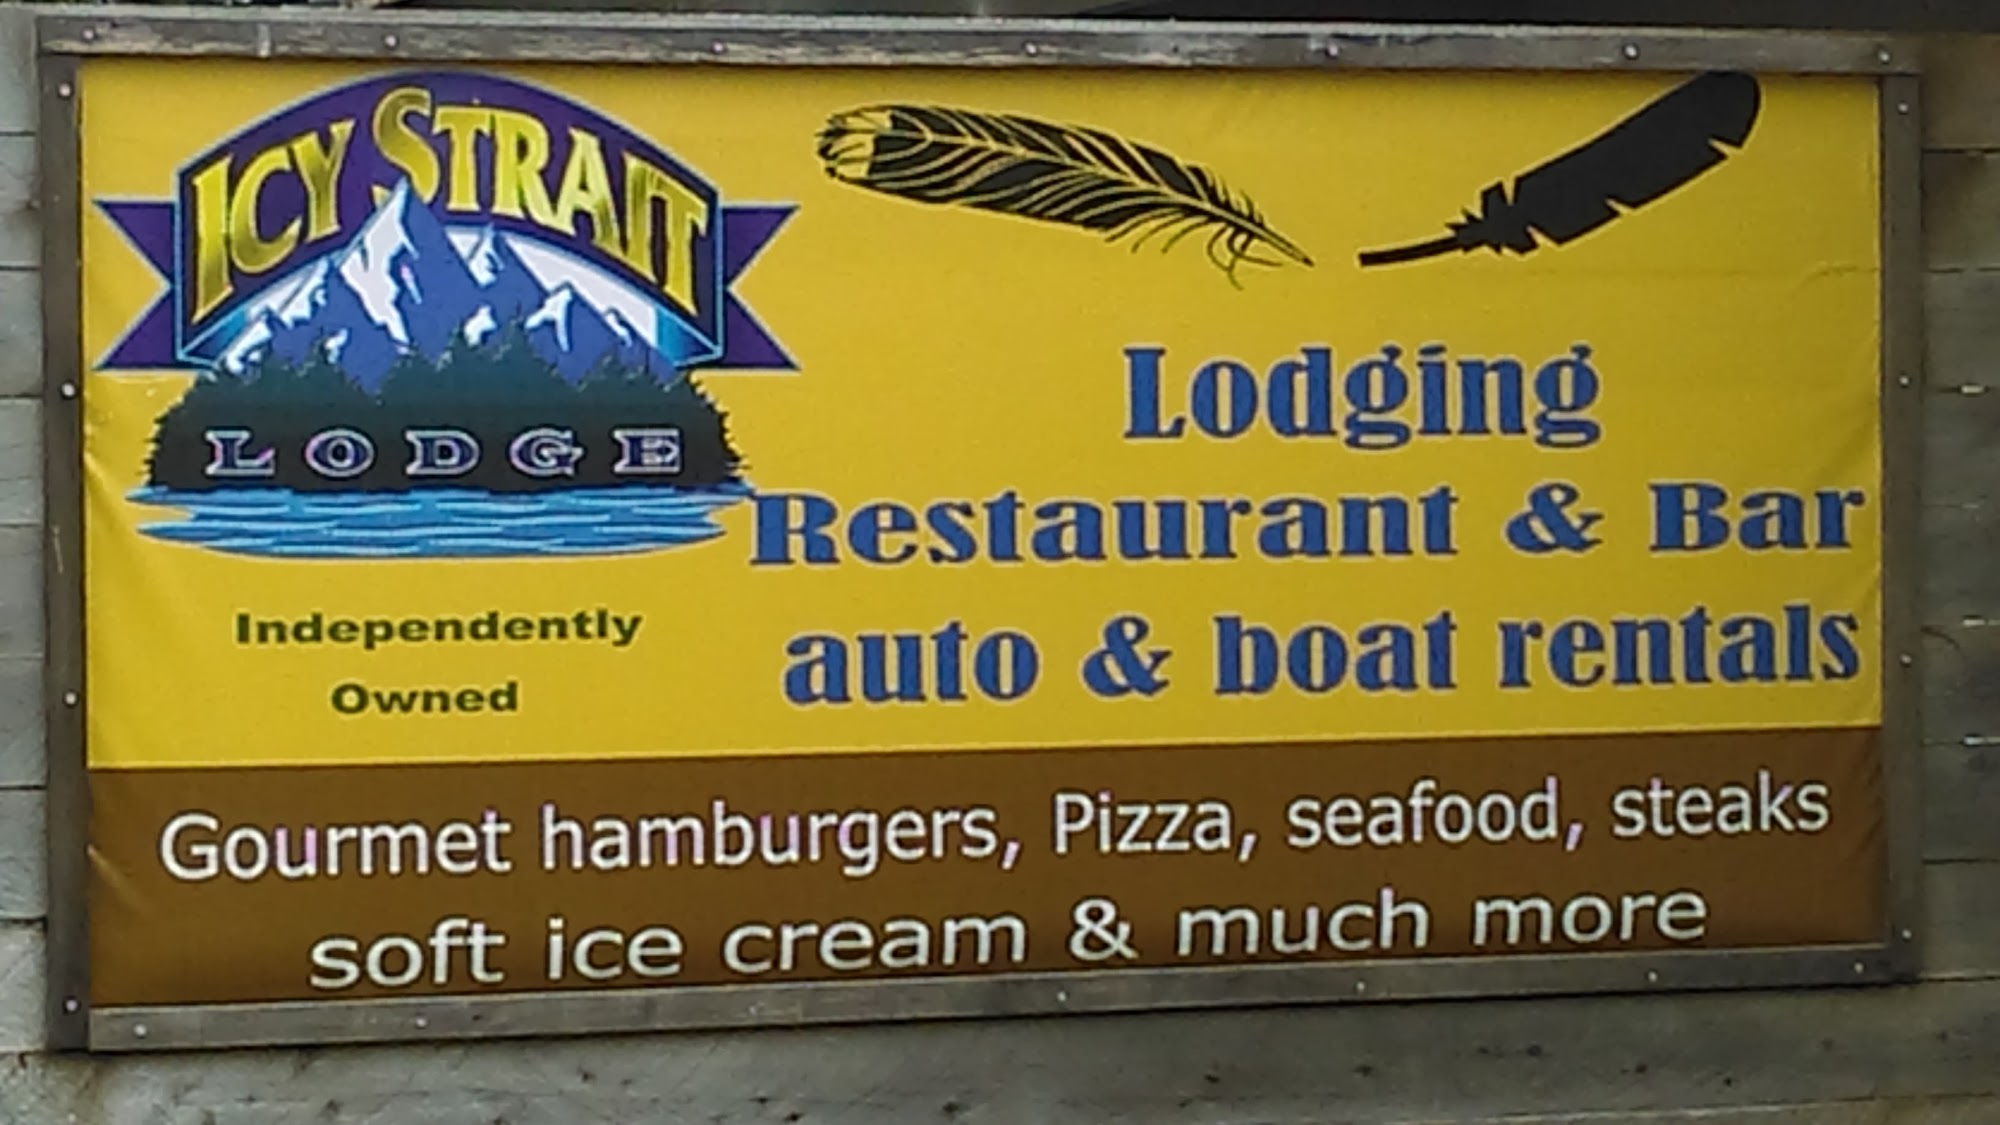 ICY STRAIT
LODGE
Independently
Owned
Lodging
Restaurant & Bar
auto & boat rentals
Gourmet hamburgers, Pizza, seafood, steaks
soft ice cream & much more